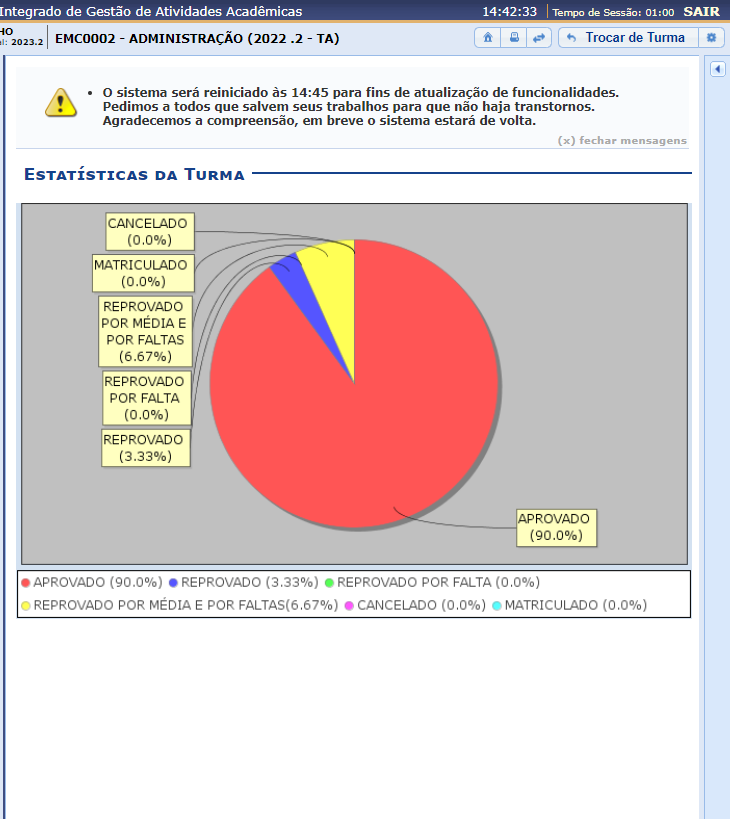 Integrado de Gestão de Atividades Acadêmicas 14:42:33 Tempo de Sessão: 01:00 SAIR
HO
el: 2023.2 EMC0002 - ADMINISTRAÇÃO (2022 .2 - TA) Trocar de Turma
• O sistema será reiniciado às 14:45 para fins de atualização de funcionalidades.
Pedimos a todos que salvem seus trabalhos para que não haja transtornos.
Agradecemos a compreensão, em breve o sistema estará de volta.
(x) fechar mensagens
Estatísticas da Turma
CANCELADO
(0.0%)
MATRICULADO
(0.0%)
REPROVADO
POR MÉDIA E
POR FALTAS
(6.67%)
REPROVADO
POR FALTA
(0.0%)
REPROVADO
(3.33%)
APROVADO
(90.0%)
APROVADO (90.0%) REPROVADO (3.33%) REPROVADO POR FALTA (0.0%)
REPROVADO POR MÉDIA E POR FALTAS(6.67%) CANCELADO (0.0%) MATRICULADO (0.0%)